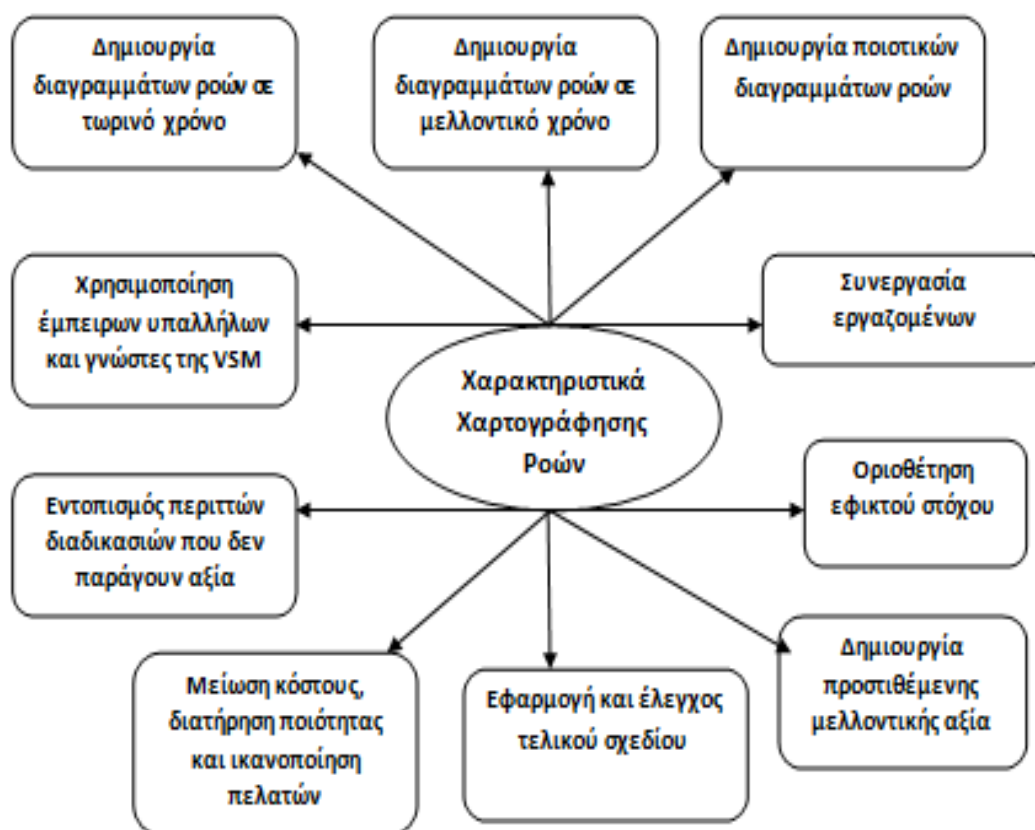 Δημιουργία
διαγραμμάτων ροών σε
τωρινό χρόνο
Δημιουργία
διαγραμμάτων ροών σε
μελλοντικό χρόνο
Δημιουργία ποιοτικών
διαγραμμάτων ροών
Χρησιμοποίηση
έμπειρων υπαλλήλων
και γνώστες της VSM
Συνεργασία
εργαζομένων
Χαρακτηριστικά
Χαρτογράφησης
Ροών
Εντοπισμός περιττών
διαδικασιών που δεν
παράγουν αξία
Οριοθέτηση
εφικτού στόχου
Μείωση κόστους,
διατήρηση ποιότητας
και ικανοποίηση
πελατών
Εφαρμογή και έλεγχος
τελικού σχεδίου
Δημιουργία
προστιθέμενης
μελλοντικής αξία